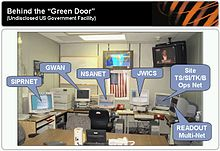 Behind the "Green Door"
(Undisclosed US Government Facility)
SIPRNET
GWAN
NSANET
JWICS
Site
TS/SI/TK/B
Ops Net
READOUT
Multi-Net